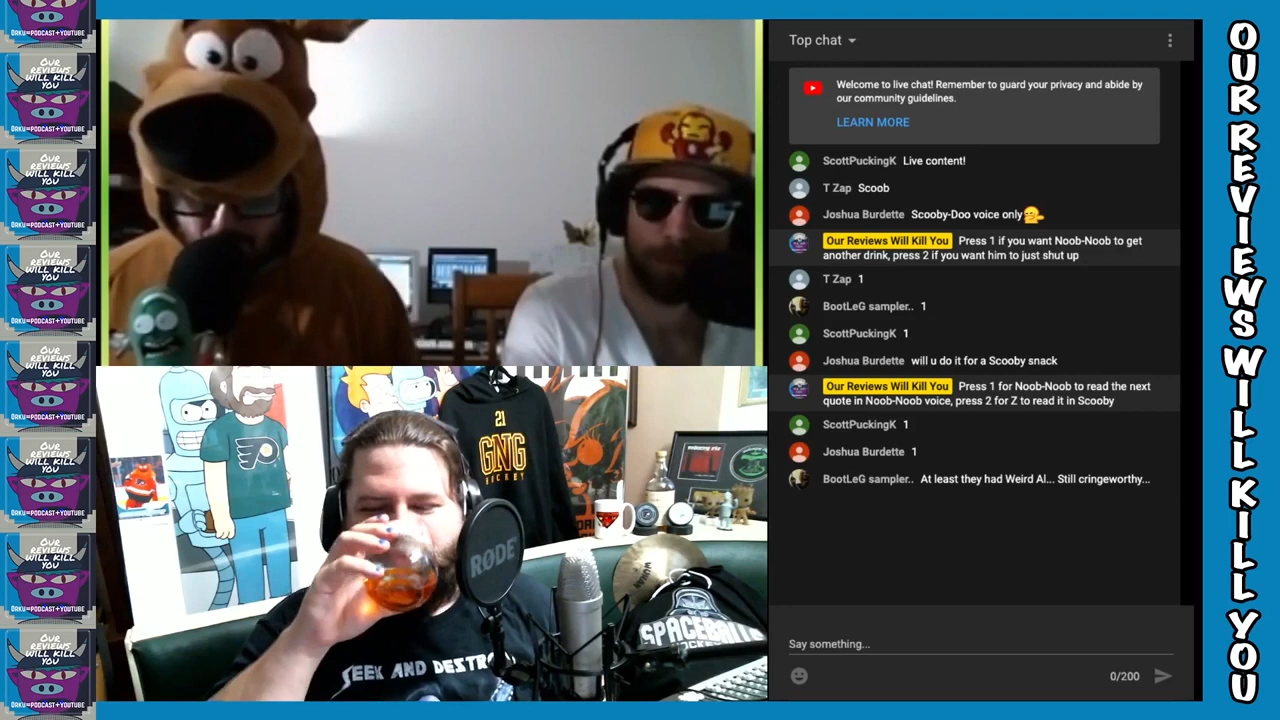 Top chat
Welcome to live chat! Remember to guard your privacy and abide by
our community guidelines.
LEARN MORE
ScottPuckingK Live content!
T Zap Scoob
Joshua Burdette Scooby-Doo voice only
Our Reviews Will Kill You Press 1 if you want Noob-Noob to get
another drink, press 2 if you want him to just shut up
T Zap 1
BootLeG sampler.. 1
ScottPuckingK 1
Joshua Burdette will u do it for a Scooby snack
Our Reviews Will Kill You Press 1 for Noob-Noob to read the next
quote in Noob-Noob voice, press 2 for Z to read it in Scooby
ScottPuckingK 1
Joshua Burdette 1
BootLeG sampler.. At least they had Weird Al... Still cringeworthy...
Say something...
0/200
OUR REVIEWS WILL KILL YOU
OUR
REVIEWS
WILL KILL
YOU
ORWKY=PODCAST+YOUTUBE
21
GNG
HOCKEY
RØDE
SEEK AND DESTRO
SPACEBALLS